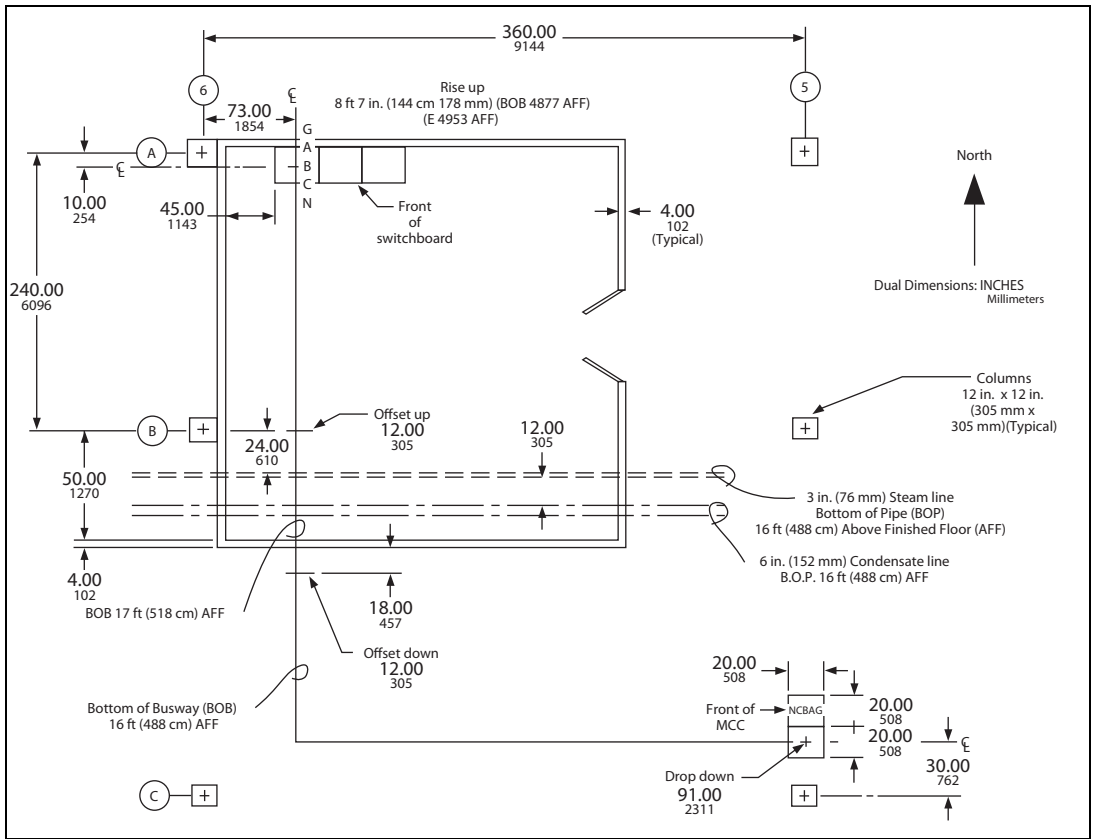 360.00
9144
6
5
℄
Rise up
8 ft 7 in. (144 cm 178 mm) (BOB 4877 AFF)
(E 4953 AFF)
73.00
1854
G
A
B
C
N
A
℄
10.00
254
45.00
1143
Front
of
switchboard
4.00
102
(Typical)
North
Dual Dimensions: INCHES
Millimeters
240.00
6096
Columns
12 in. x 12 in.
(305 mm x
305 mm)(Typical)
B
Offset up
12.00
305
24.00
610
12.00
305
50.00
1270
3 in. (76 mm) Steam line
Bottom of Pipe (BOP)
16 ft (488 cm) Above Finished Floor (AFF)
6 in. (152 mm) Condensate line
B.O.P. 16 ft (488 cm) AFF
4.00
102
BOB 17 ft (518 cm) AFF
18.00
457
Offset down
12.00
305
Bottom of Busway (BOB)
16 ft (488 cm) AFF
20.00
508
Front of
MCC
NCBAG
20.00
508
20.00
508
℄
30.00
762
Drop down
91.00
2311
C